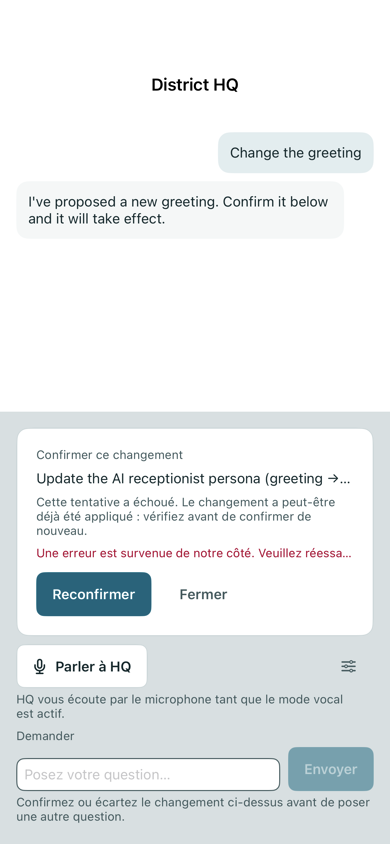 District HQ
Change the greeting
I've proposed a new greeting. Confirm it below
and it will take effect.
Confirmer ce changement
Update the AI receptionist persona (greeting →...
Cette tentative a échoué. Le changement a peut-être
déjà été appliqué : vérifiez avant de confirmer de
nouveau.
Une erreur est survenue de notre côté. Veuillez réessa...
Reconfirmer
Fermer
Parler à HQ
HQ vous écoute par le microphone tant que le mode vocal
est actif.
Demander
Posez votre question...
Envoyer
Confirmez ou écartez le changement ci-dessus avant de poser
une autre question.